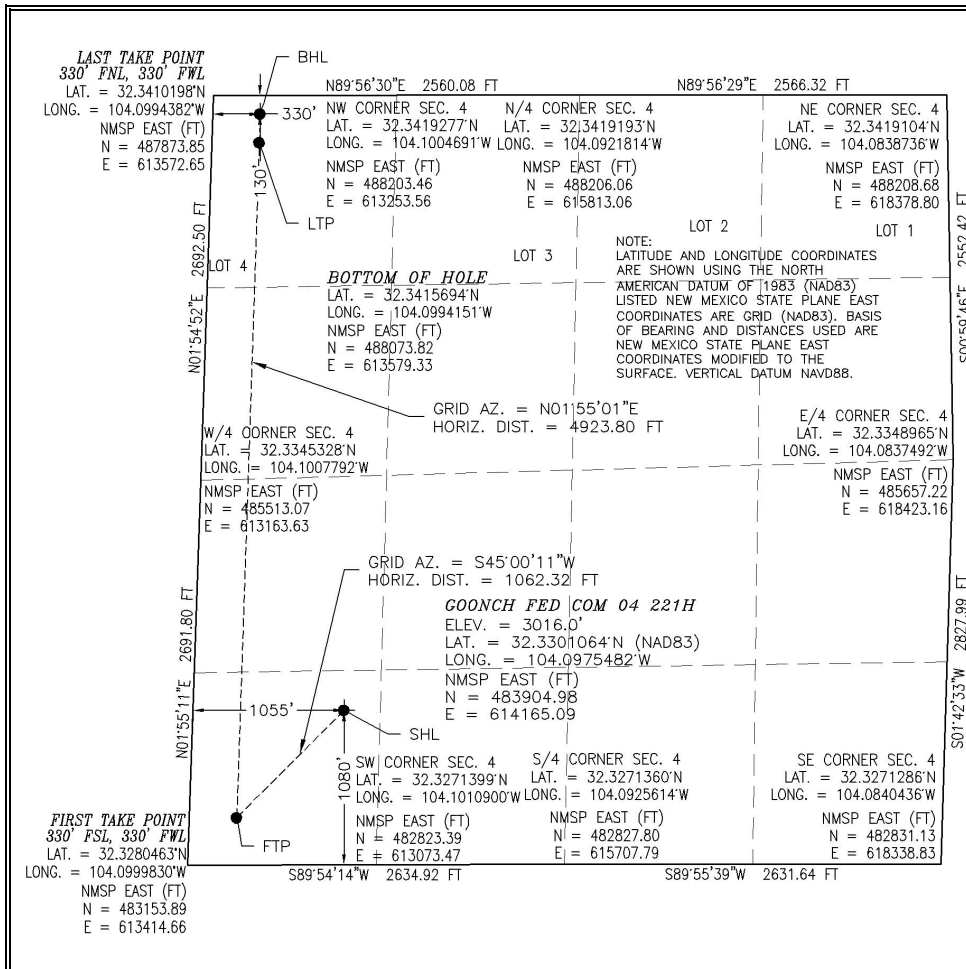 LAST TAKE POINT
330' FNL, 330' FWL
LAT. = 32.3410198°N
LONG. = 104.0994382°W
NMSP EAST (FT)
N = 487873.85
E = 613572.65
BHL
330'
130'
LTP
N89°56'30"E 2560.08 FT
N89°56'29"E 2566.32 FT
NW CORNER SEC. 4
LAT. = 32.3419277°N
LONG. = 104.1004691°W
NMSP EAST (FT)
N = 488203.46
E = 613253.56
N/4 CORNER SEC. 4
LAT. = 32.3419193°N
LONG. = 104.0921814°W
NMSP EAST (FT)
N = 488206.06
E = 615813.06
NE CORNER SEC. 4
LAT. = 32.3419104°N
LONG. = 104.0838736°W
NMSP EAST (FT)
N = 488208.68
E = 618378.80
LOT 4
LOT 3
LOT 2
LOT 1
N01°54'52"E 2692.50 FT
S00°59'46"E 2552.42 FT
NOTE:
LATITUDE AND LONGITUDE COORDINATES
ARE SHOWN USING THE NORTH
AMERICAN DATUM OF 1983 (NAD83)
LISTED NEW MEXICO STATE PLANE EAST
COORDINATES ARE GRID (NAD83). BASIS
OF BEARING AND DISTANCES USED ARE
NEW MEXICO STATE PLANE EAST
COORDINATES MODIFIED TO THE
SURFACE. VERTICAL DATUM NAVD88.
BOTTOM OF HOLE
LAT. = 32.3415694°N
LONG. = 104.0994151°W
NMSP EAST (FT)
N = 488073.82
E = 613579.33
GRID AZ. = N01°55'01"E
HORIZ. DIST. = 4923.80 FT
W/4 CORNER SEC. 4
LAT. = 32.3345328°N
LONG. = 104.1007792°W
NMSP EAST (FT)
N = 485513.07
E = 613163.63
E/4 CORNER SEC. 4
LAT. = 32.3348965°N
LONG. = 104.0837492°W
NMSP EAST (FT)
N = 485657.22
E = 618423.16
GRID AZ. = S45°00'11"W
HORIZ. DIST. = 1062.32 FT
GOONCH FED COM 04 221H
ELEV. = 3016.0'
LAT. = 32.3301064°N (NAD83)
LONG. = 104.0975482°W
NMSP EAST (FT)
N = 483904.98
E = 614165.09
N01°55'11"E 2691.80 FT
S01°42'33"W 2827.99 FT
1055'
SHL
1080'
SW CORNER SEC. 4
LAT. = 32.3271399°N
LONG. = 104.1010900°W
NMSP EAST (FT)
N = 482823.39
E = 613073.47
S/4 CORNER SEC. 4
LAT. = 32.3271360°N
LONG. = 104.0925614°W
NMSP EAST (FT)
N = 482827.80
E = 615707.79
SE CORNER SEC. 4
LAT. = 32.3271286°N
LONG. = 104.0840436°W
NMSP EAST (FT)
N = 482831.13
E = 618338.83
FIRST TAKE POINT
330' FSL, 330' FWL
LAT. = 32.3280463°N
LONG. = 104.0999830°W
NMSP EAST (FT)
N = 483153.89
E = 613414.66
FTP
S89°54'14"W 2634.92 FT
S89°55'39"W 2631.64 FT